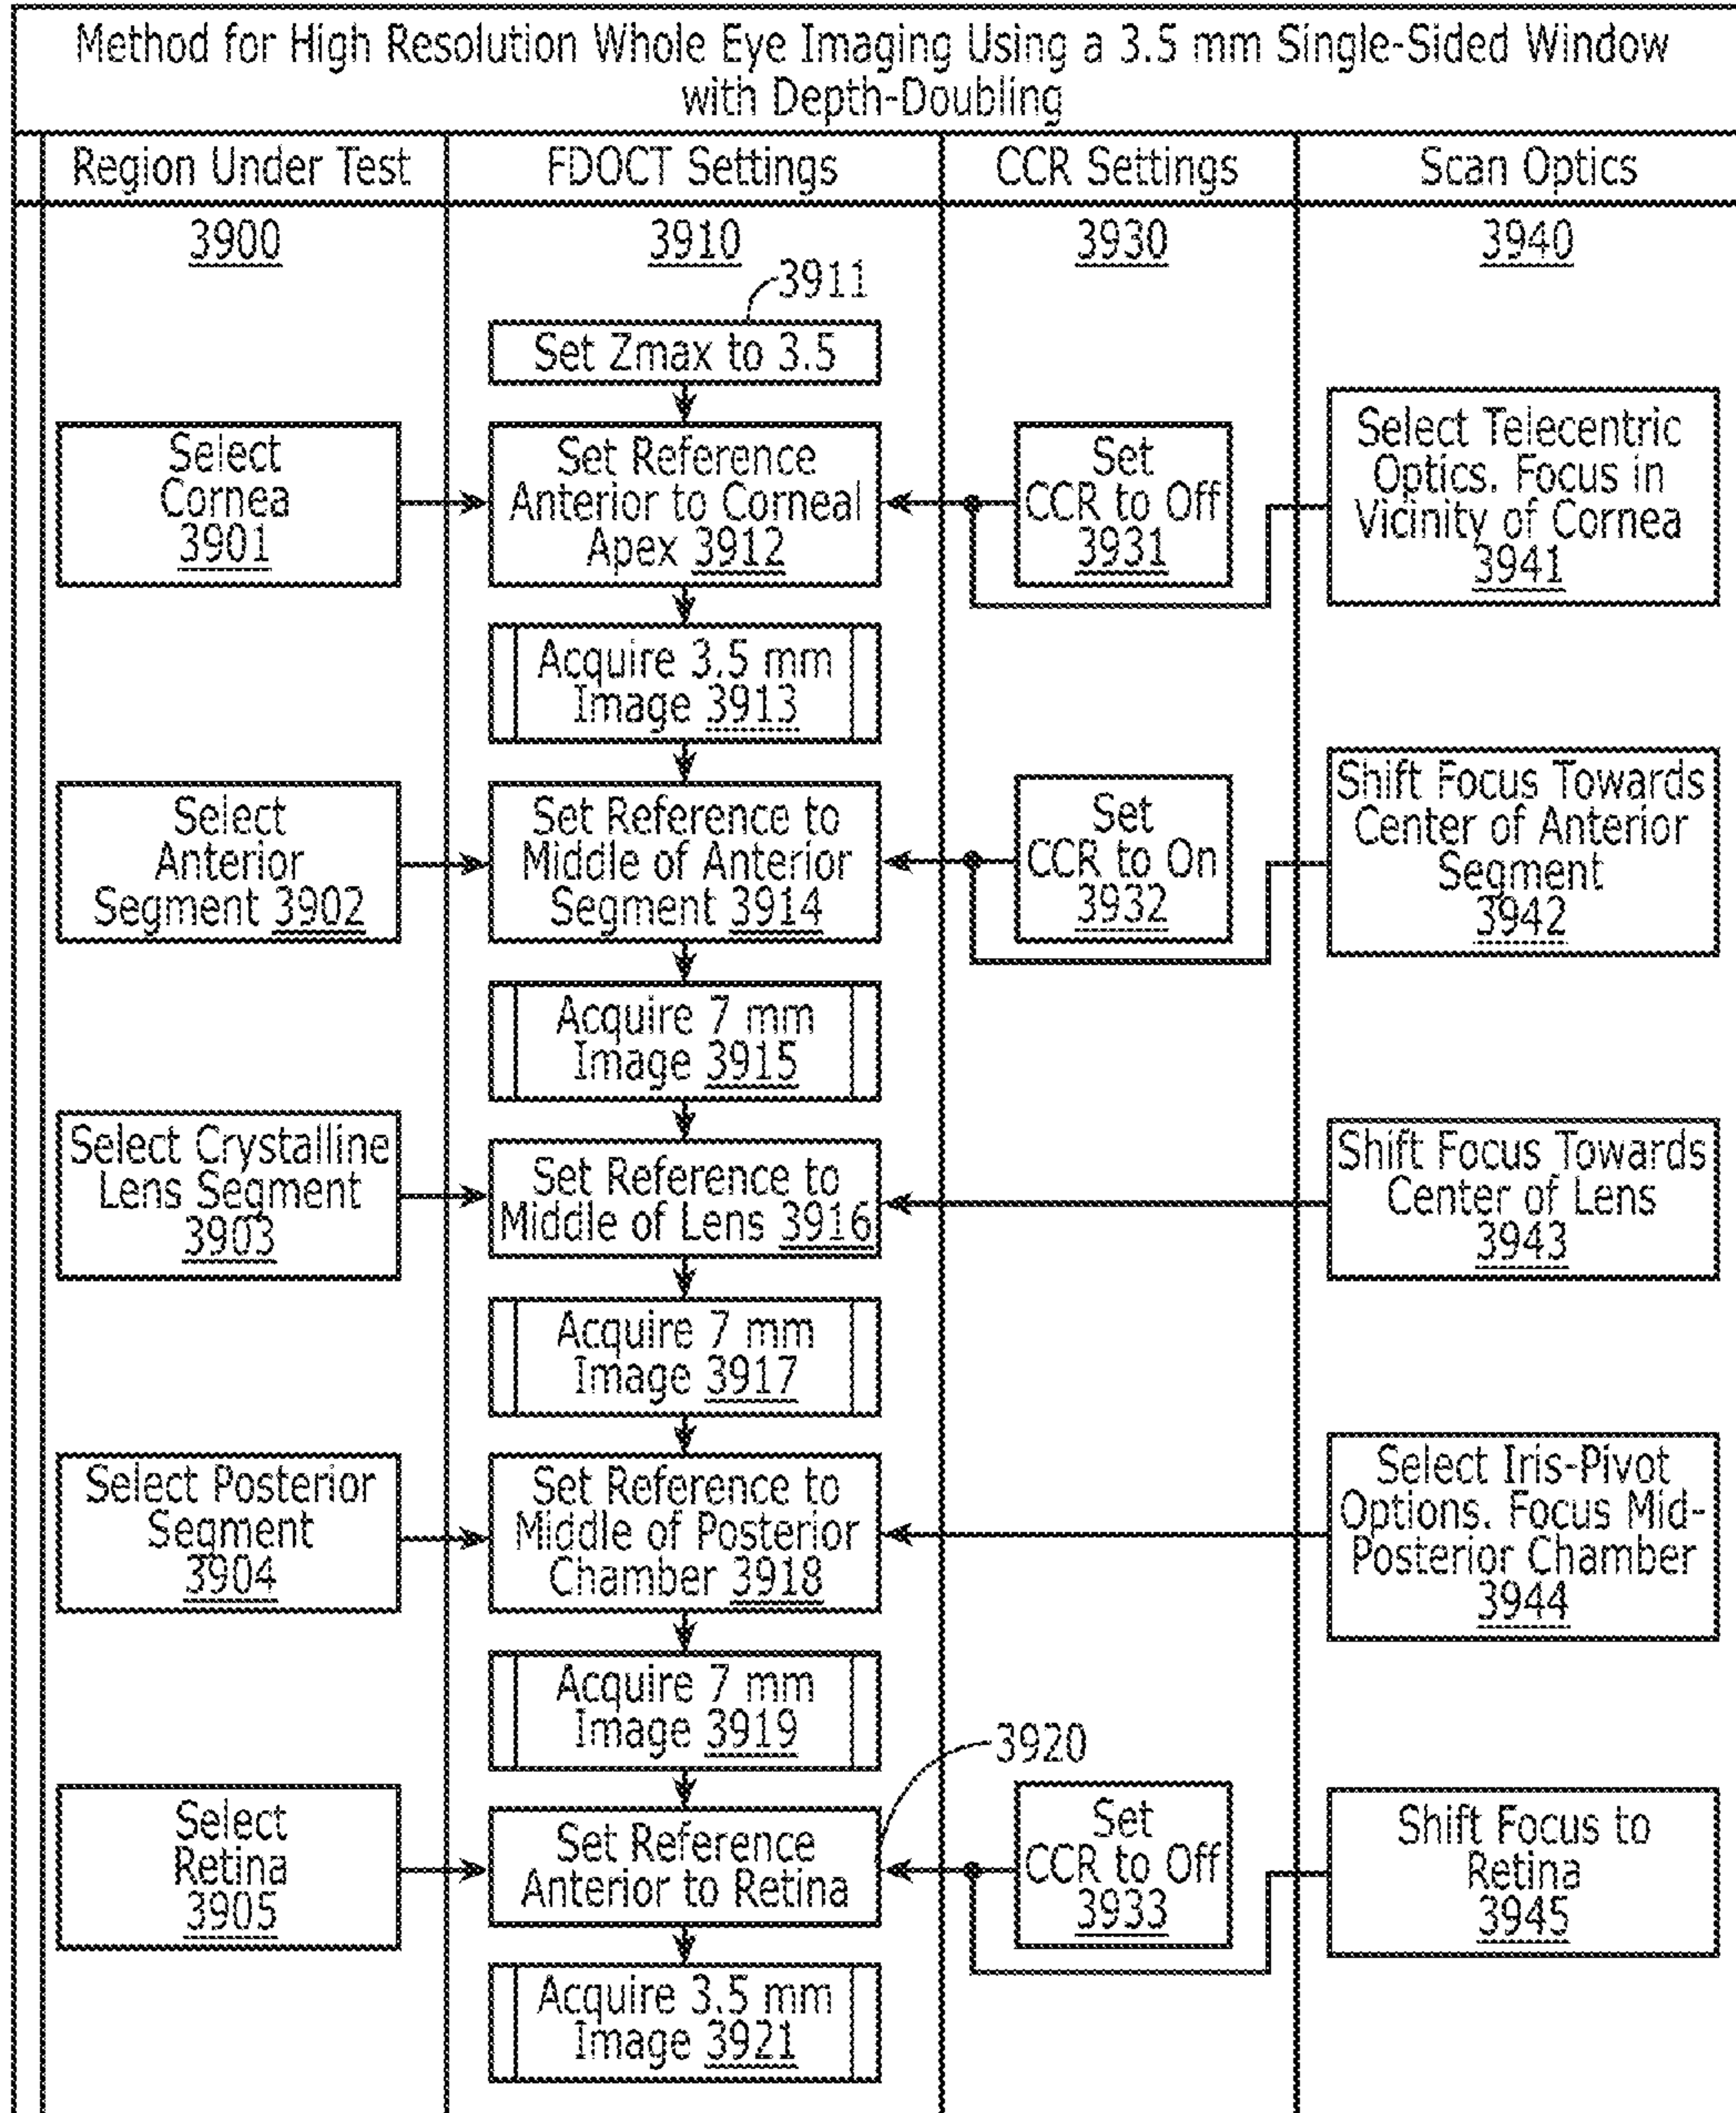 Method for High Resolution Whole Eye Imaging Using a 3.5 mm Single-Sided Window
with Depth-Doubling
Region Under Test
FDOCT Settings
CCR Settings
Scan Optics
3900
3910
3930
3940
3911
Set Zmax to 3.5
Select
Cornea
3901
Set Reference
Anterior to Corneal
Apex 3912
Set
CCR to Off
3931
Select Telecentric
Optics. Focus in
Vicinity of Cornea
3941
Acquire 3.5 mm
Image 3913
Select
Anterior
Segment 3902
Set Reference to
Middle of Anterior
Segment 3914
Set
CCR to On
3932
Shift Focus Towards
Center of Anterior
Segment
3942
Acquire 7 mm
Image 3915
Select Crystalline
Lens Segment
3903
Set Reference to
Middle of Lens 3916
Shift Focus Towards
Center of Lens
3943
Acquire 7 mm
Image 3917
Select Posterior
Segment
3904
Set Reference to
Middle of Posterior
Chamber 3918
Select Iris-Pivot
Options. Focus Mid-
Posterior Chamber
3944
Acquire 7 mm
Image 3919
3920
Select
Retina
3905
Set Reference
Anterior to Retina
Set
CCR to Off
3933
Shift Focus to
Retina
3945
Acquire 3.5 mm
Image 3921